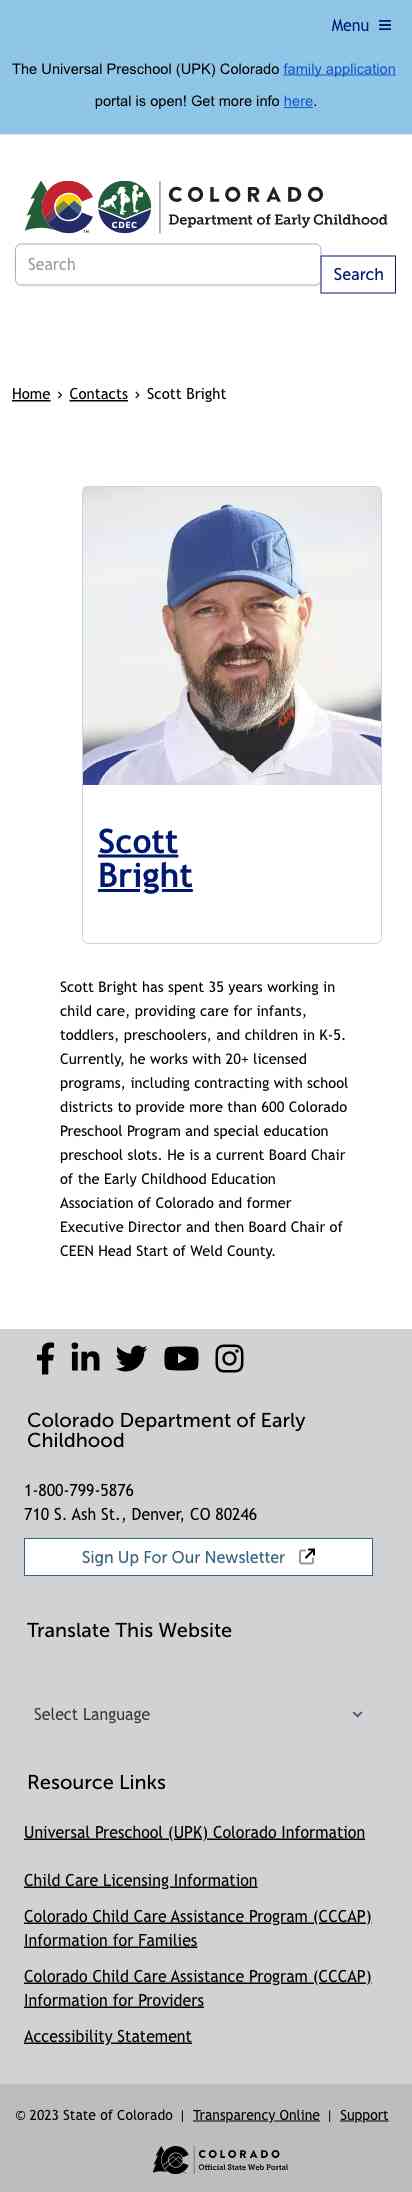 Menu
The Universal Preschool (UPK) Colorado family application
portal is open! Get more info here.
COLORADO
CDEC
Department of Early Childhood
Search
Search
Home › Contacts › Scott Bright
Scott
Bright
Scott Bright has spent 35 years working in
child care, providing care for infants,
toddlers, preschoolers, and children in K-5.
Currently, he works with 20+ licensed
programs, including contracting with school
districts to provide more than 600 Colorado
Preschool Program and special education
preschool slots. He is a current Board Chair
of the Early Childhood Education
Association of Colorado and former
Executive Director and then Board Chair of
CEEN Head Start of Weld County.
Colorado Department of Early
Childhood
1-800-799-5876
710 S. Ash St., Denver, CO 80246
Sign Up For Our Newsletter
Translate This Website
Select Language
Resource Links
Universal Preschool (UPK) Colorado Information
Child Care Licensing Information
Colorado Child Care Assistance Program (CCCAP)
Information for Families
Colorado Child Care Assistance Program (CCCAP)
Information for Providers
Accessibility Statement
© 2023 State of Colorado | Transparency Online | Support
COLORADO
Official State Web Portal